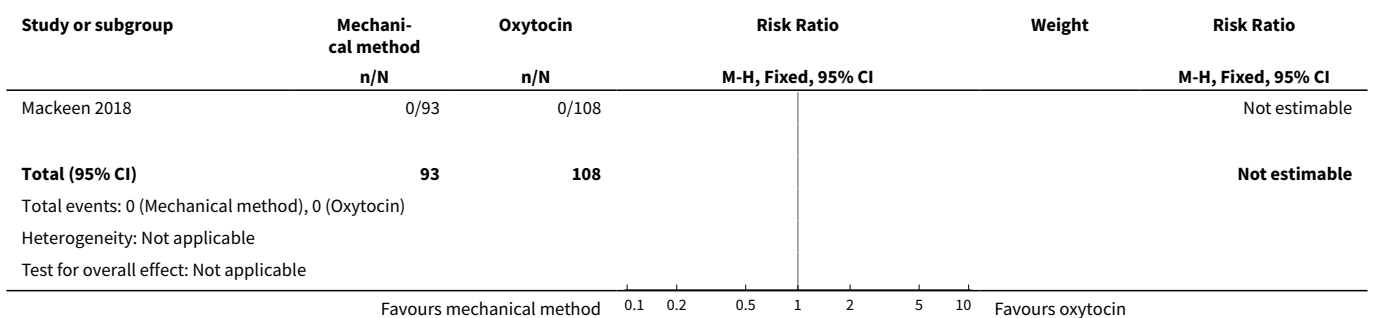 Study or subgroup Mechani- Oxytocin Risk Ratio Weight Risk Ratio
cal method
n/N n/N M-H, Fixed, 95% CI M-H, Fixed, 95% CI
Mackeen 2018 0/93 0/108 Not estimable
Total (95% CI) 93 108 Not estimable
Total events: 0 (Mechanical method), 0 (Oxytocin)
Heterogeneity: Not applicable
Test for overall effect: Not applicable
Favours mechanical method 0.1 0.2 0.5 1 2 5 10 Favours oxytocin